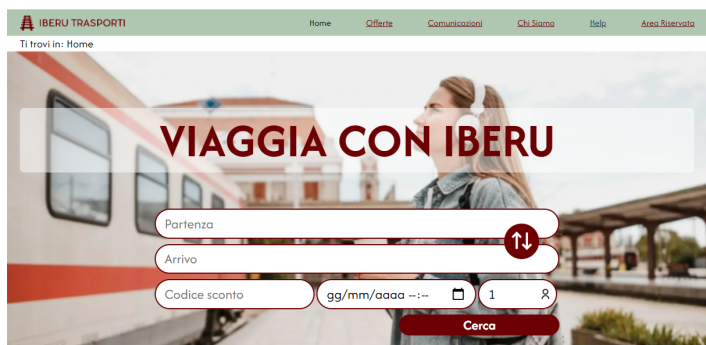 IBERU TRASPORTI Home Offerte Comunicazioni Chi Siamo Help Area Riservata
Ti trovi in: Home
VIAGGIA CON IBERU
Partenza
Arrivo
Codice sconto gg/mm/aaaa --:-- 1
Cerca